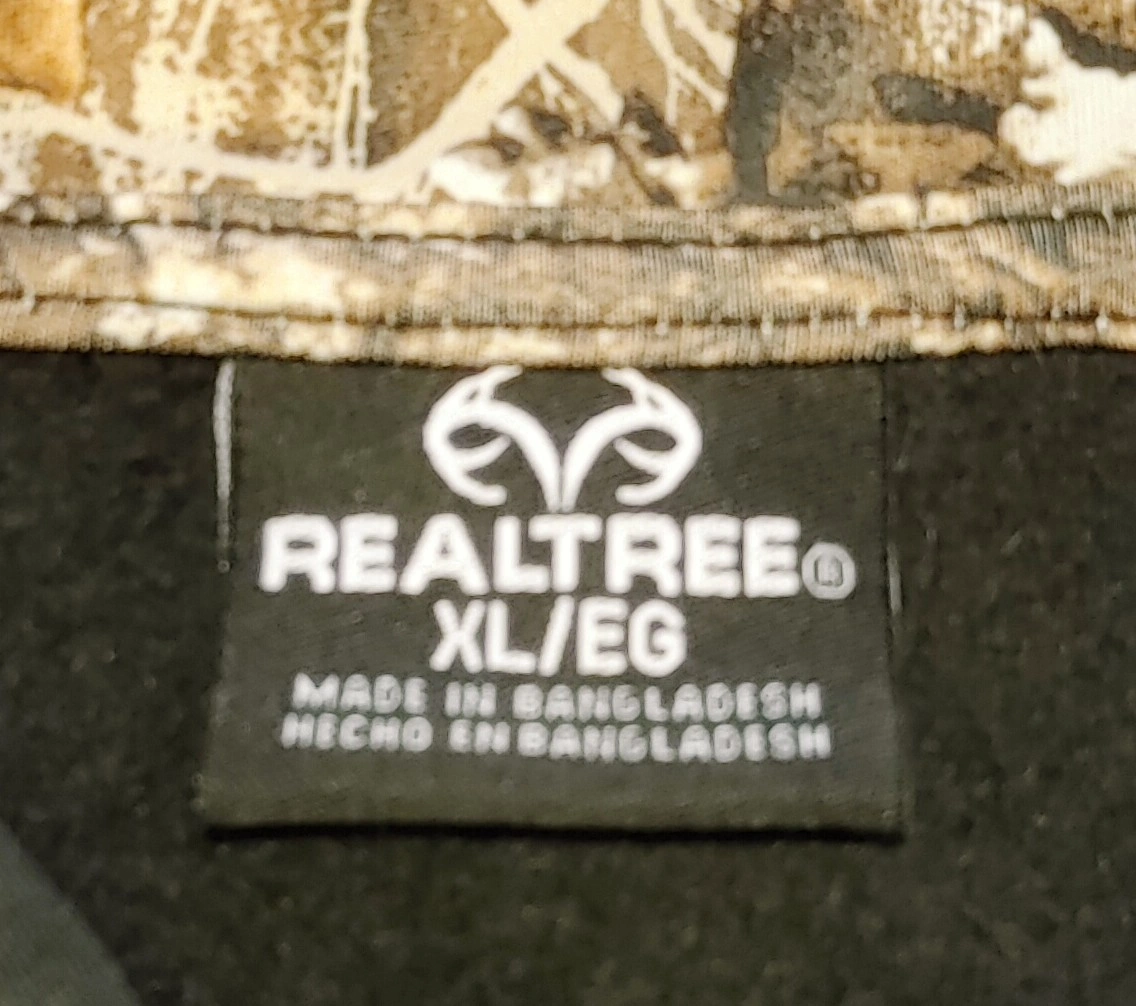 REALTREE®
XL/EG
MADE IN BANGLADESH
HECHO EN BANGLADESH